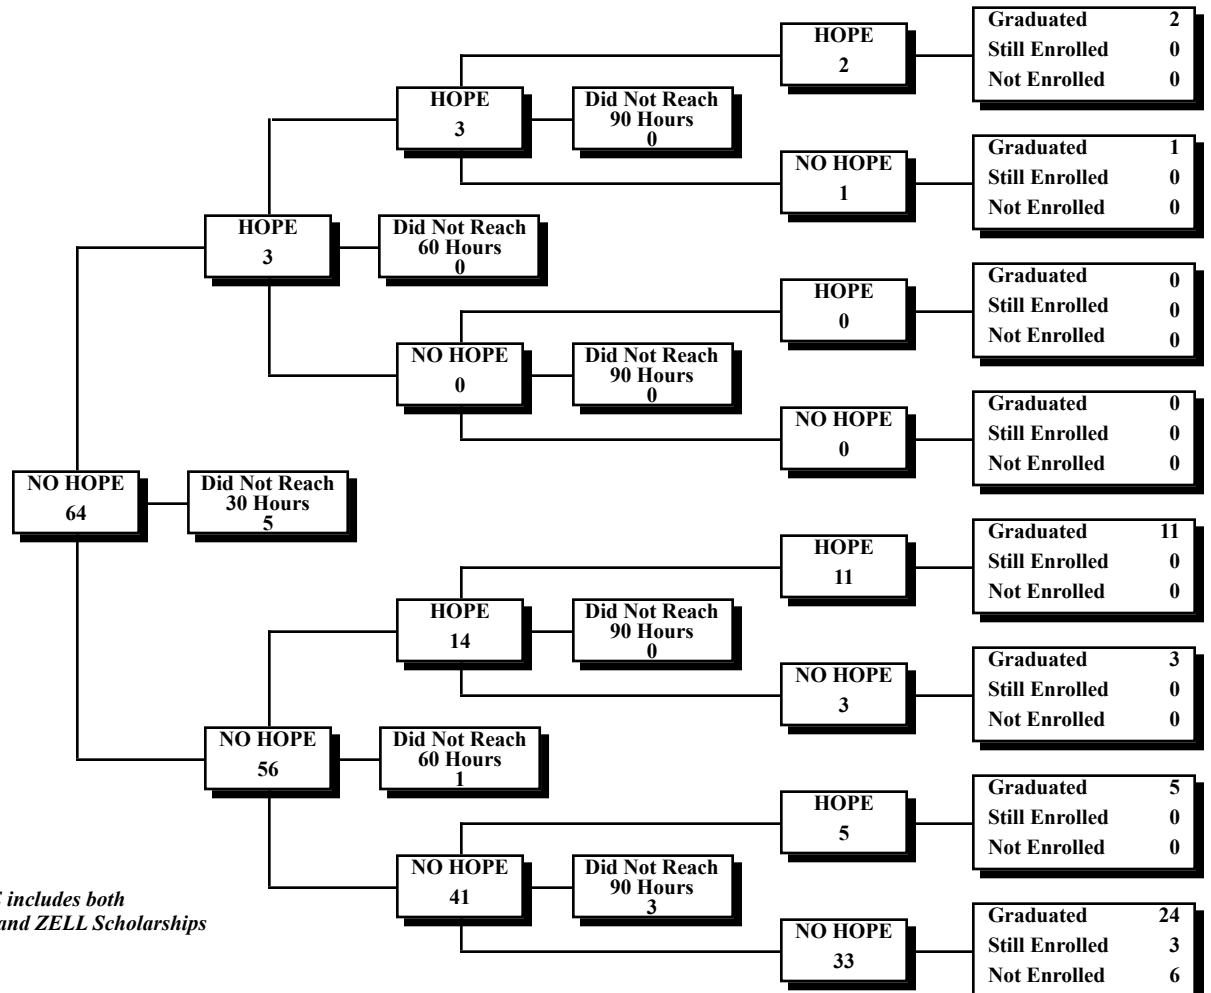 HOPE
2
Graduated 2
Still Enrolled 0
Not Enrolled 0
HOPE
3
Did Not Reach
90 Hours
0
NO HOPE
1
Graduated 1
Still Enrolled 0
Not Enrolled 0
HOPE
3
Did Not Reach
60 Hours
0
HOPE
0
Graduated 0
Still Enrolled 0
Not Enrolled 0
NO HOPE
0
Did Not Reach
90 Hours
0
NO HOPE
0
Graduated 0
Still Enrolled 0
Not Enrolled 0
NO HOPE
64
Did Not Reach
30 Hours
5
HOPE
11
Graduated 11
Still Enrolled 0
Not Enrolled 0
HOPE
14
Did Not Reach
90 Hours
0
NO HOPE
3
Graduated 3
Still Enrolled 0
Not Enrolled 0
NO HOPE
56
Did Not Reach
60 Hours
1
HOPE
5
Graduated 5
Still Enrolled 0
Not Enrolled 0
NO HOPE
41
Did Not Reach
90 Hours
3
NO HOPE
33
Graduated 24
Still Enrolled 3
Not Enrolled 6
includes both
and ZELL Scholarships